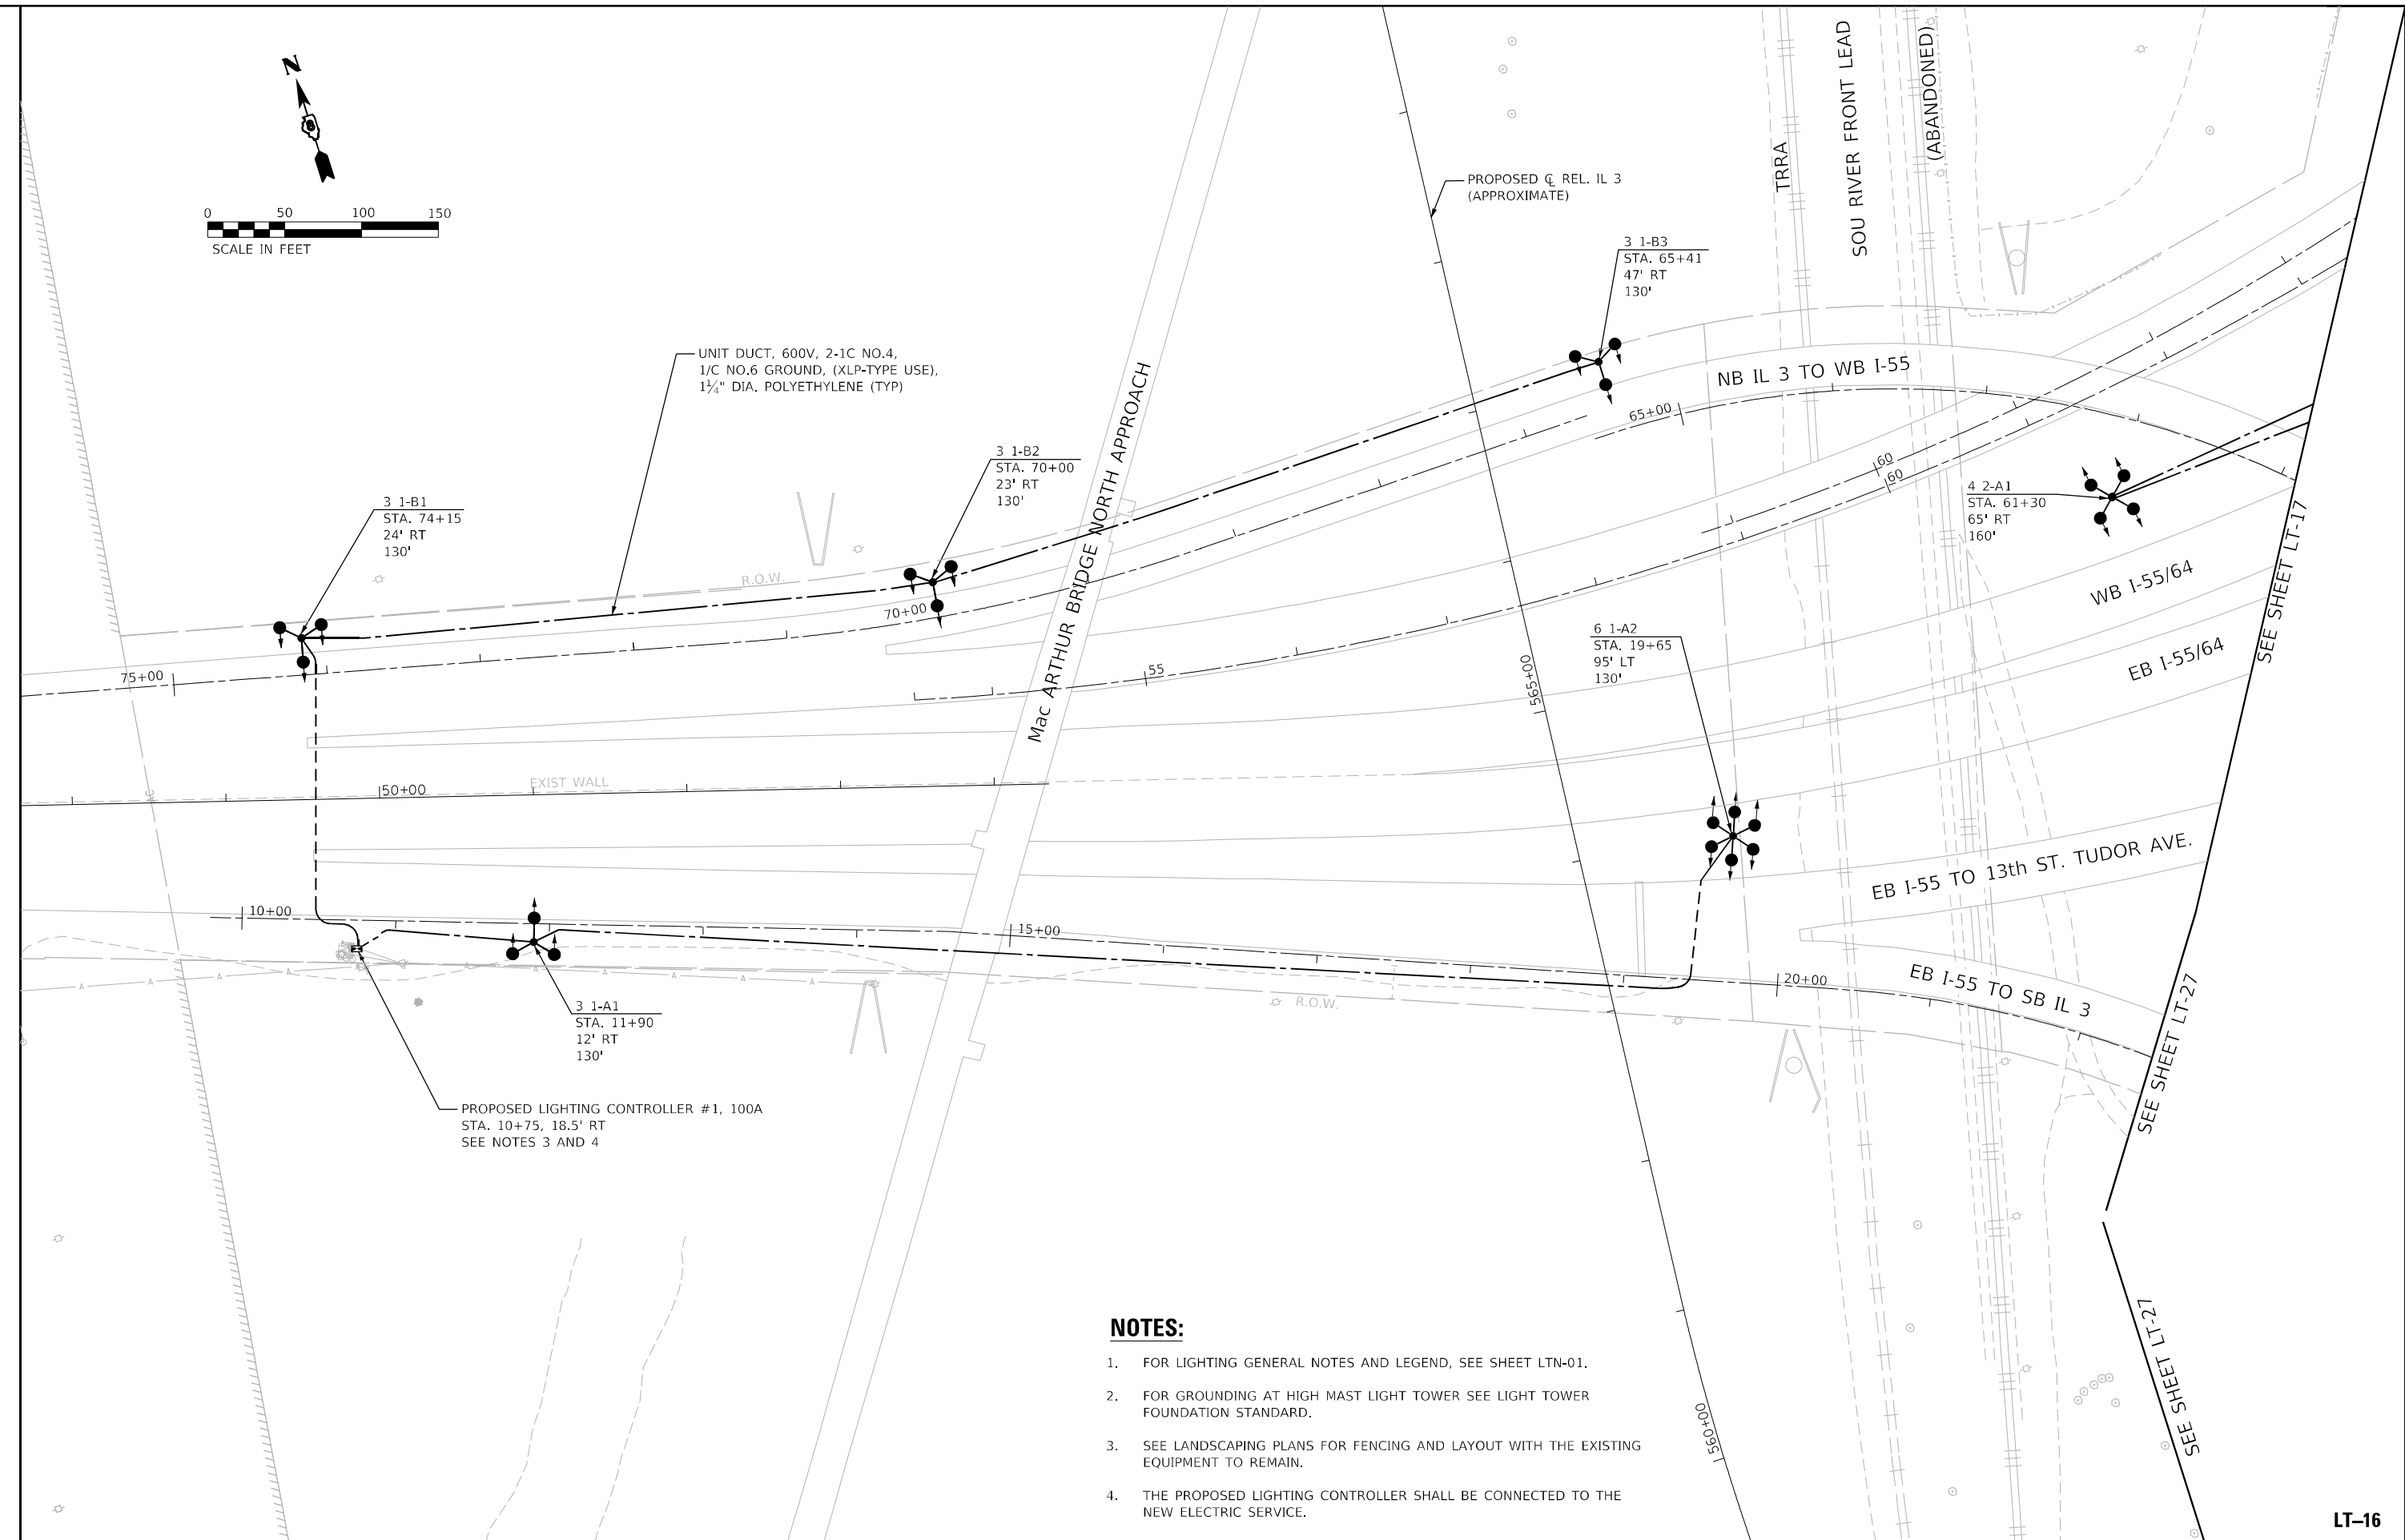 N
0 50 100 150
SCALE IN FEET
TRRA
SOU RIVER FRONT LEAD
(ABANDONED)
PROPOSED ℄ REL. IL 3
(APPROXIMATE)
3 1-B3
STA. 65+41
47' RT
130'
UNIT DUCT, 600V, 2-1C NO.4,
1/C NO.6 GROUND, (XLP-TYPE USE),
1¼" DIA. POLYETHYLENE (TYP)
NB IL 3 TO WB I-55
65+00
3 1-B2
STA. 70+00
23' RT
130'
3 1-B1
STA. 74+15
24' RT
130'
60
60
4 2-A1
STA. 61+30
65' RT
160'
Mac ARTHUR BRIDGE NORTH APPROACH
R.O.W.
70+00
75+00
55
565+00
6 1-A2
STA. 19+65
95' LT
130'
WB I-55/64
EB I-55/64
SEE SHEET LT-17
EXIST WALL
50+00
EB I-55 TO 13th ST. TUDOR AVE.
10+00
15+00
20+00
EB I-55 TO SB IL 3
R.O.W.
A A A A A A A A A A
3 1-A1
STA. 11+90
12' RT
130'
SEE SHEET LT-27
PROPOSED LIGHTING CONTROLLER #1, 100A
STA. 10+75, 18.5' RT
SEE NOTES 3 AND 4
SEE SHEET LT-27
560+00
NOTES:
1. FOR LIGHTING GENERAL NOTES AND LEGEND, SEE SHEET LTN-01.
2. FOR GROUNDING AT HIGH MAST LIGHT TOWER SEE LIGHT TOWER
FOUNDATION STANDARD.
3. SEE LANDSCAPING PLANS FOR FENCING AND LAYOUT WITH THE EXISTING
EQUIPMENT TO REMAIN.
4. THE PROPOSED LIGHTING CONTROLLER SHALL BE CONNECTED TO THE
NEW ELECTRIC SERVICE.
LT–16